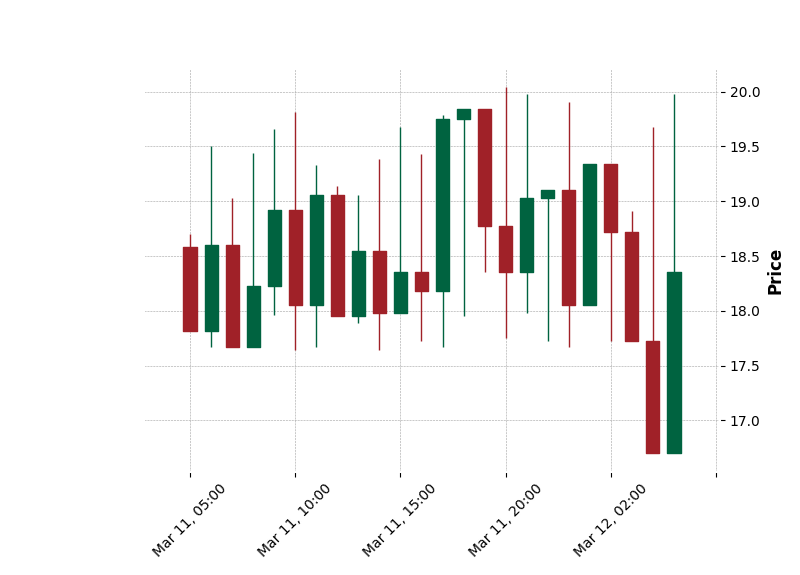 20.0
19.5
19.0
18.5
18.0
17.5
17.0
Price
Mar 11, 05:00
Mar 11, 10:00
Mar 11, 15:00
Mar 11, 20:00
Mar 12, 02:00